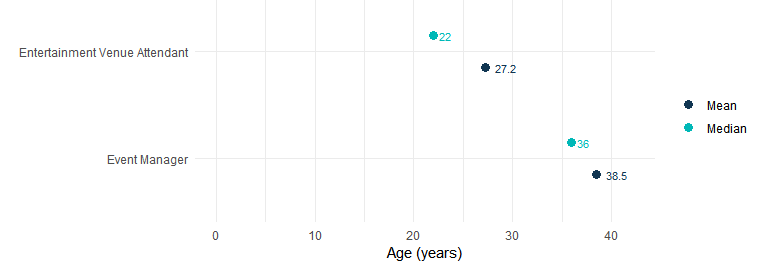 22
Entertainment Venue Attendant
27.2
Mean
Median
36
Event Manager
38.5
0 10 20 30 40
Age (years)